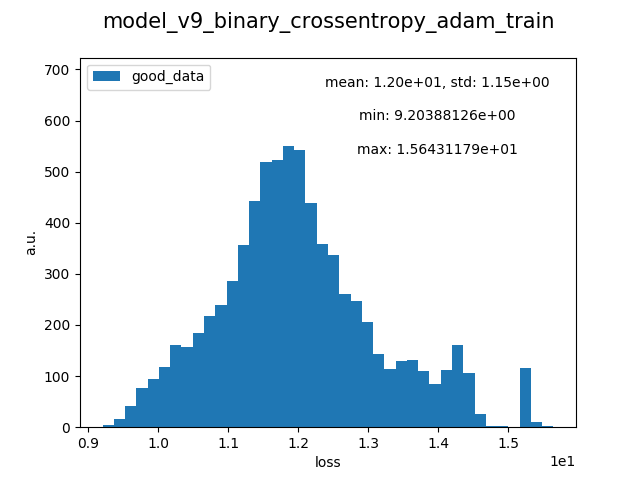 model_v9_binary_crossentropy_adam_train
good_data
mean: 1.20e+01, std: 1.15e+00
min: 9.20388126e+00
max: 1.56431179e+01
700
600
500
400
300
200
100
0
a.u.
0.9 1.0 1.1 1.2 1.3 1.4 1.5
loss
1e1